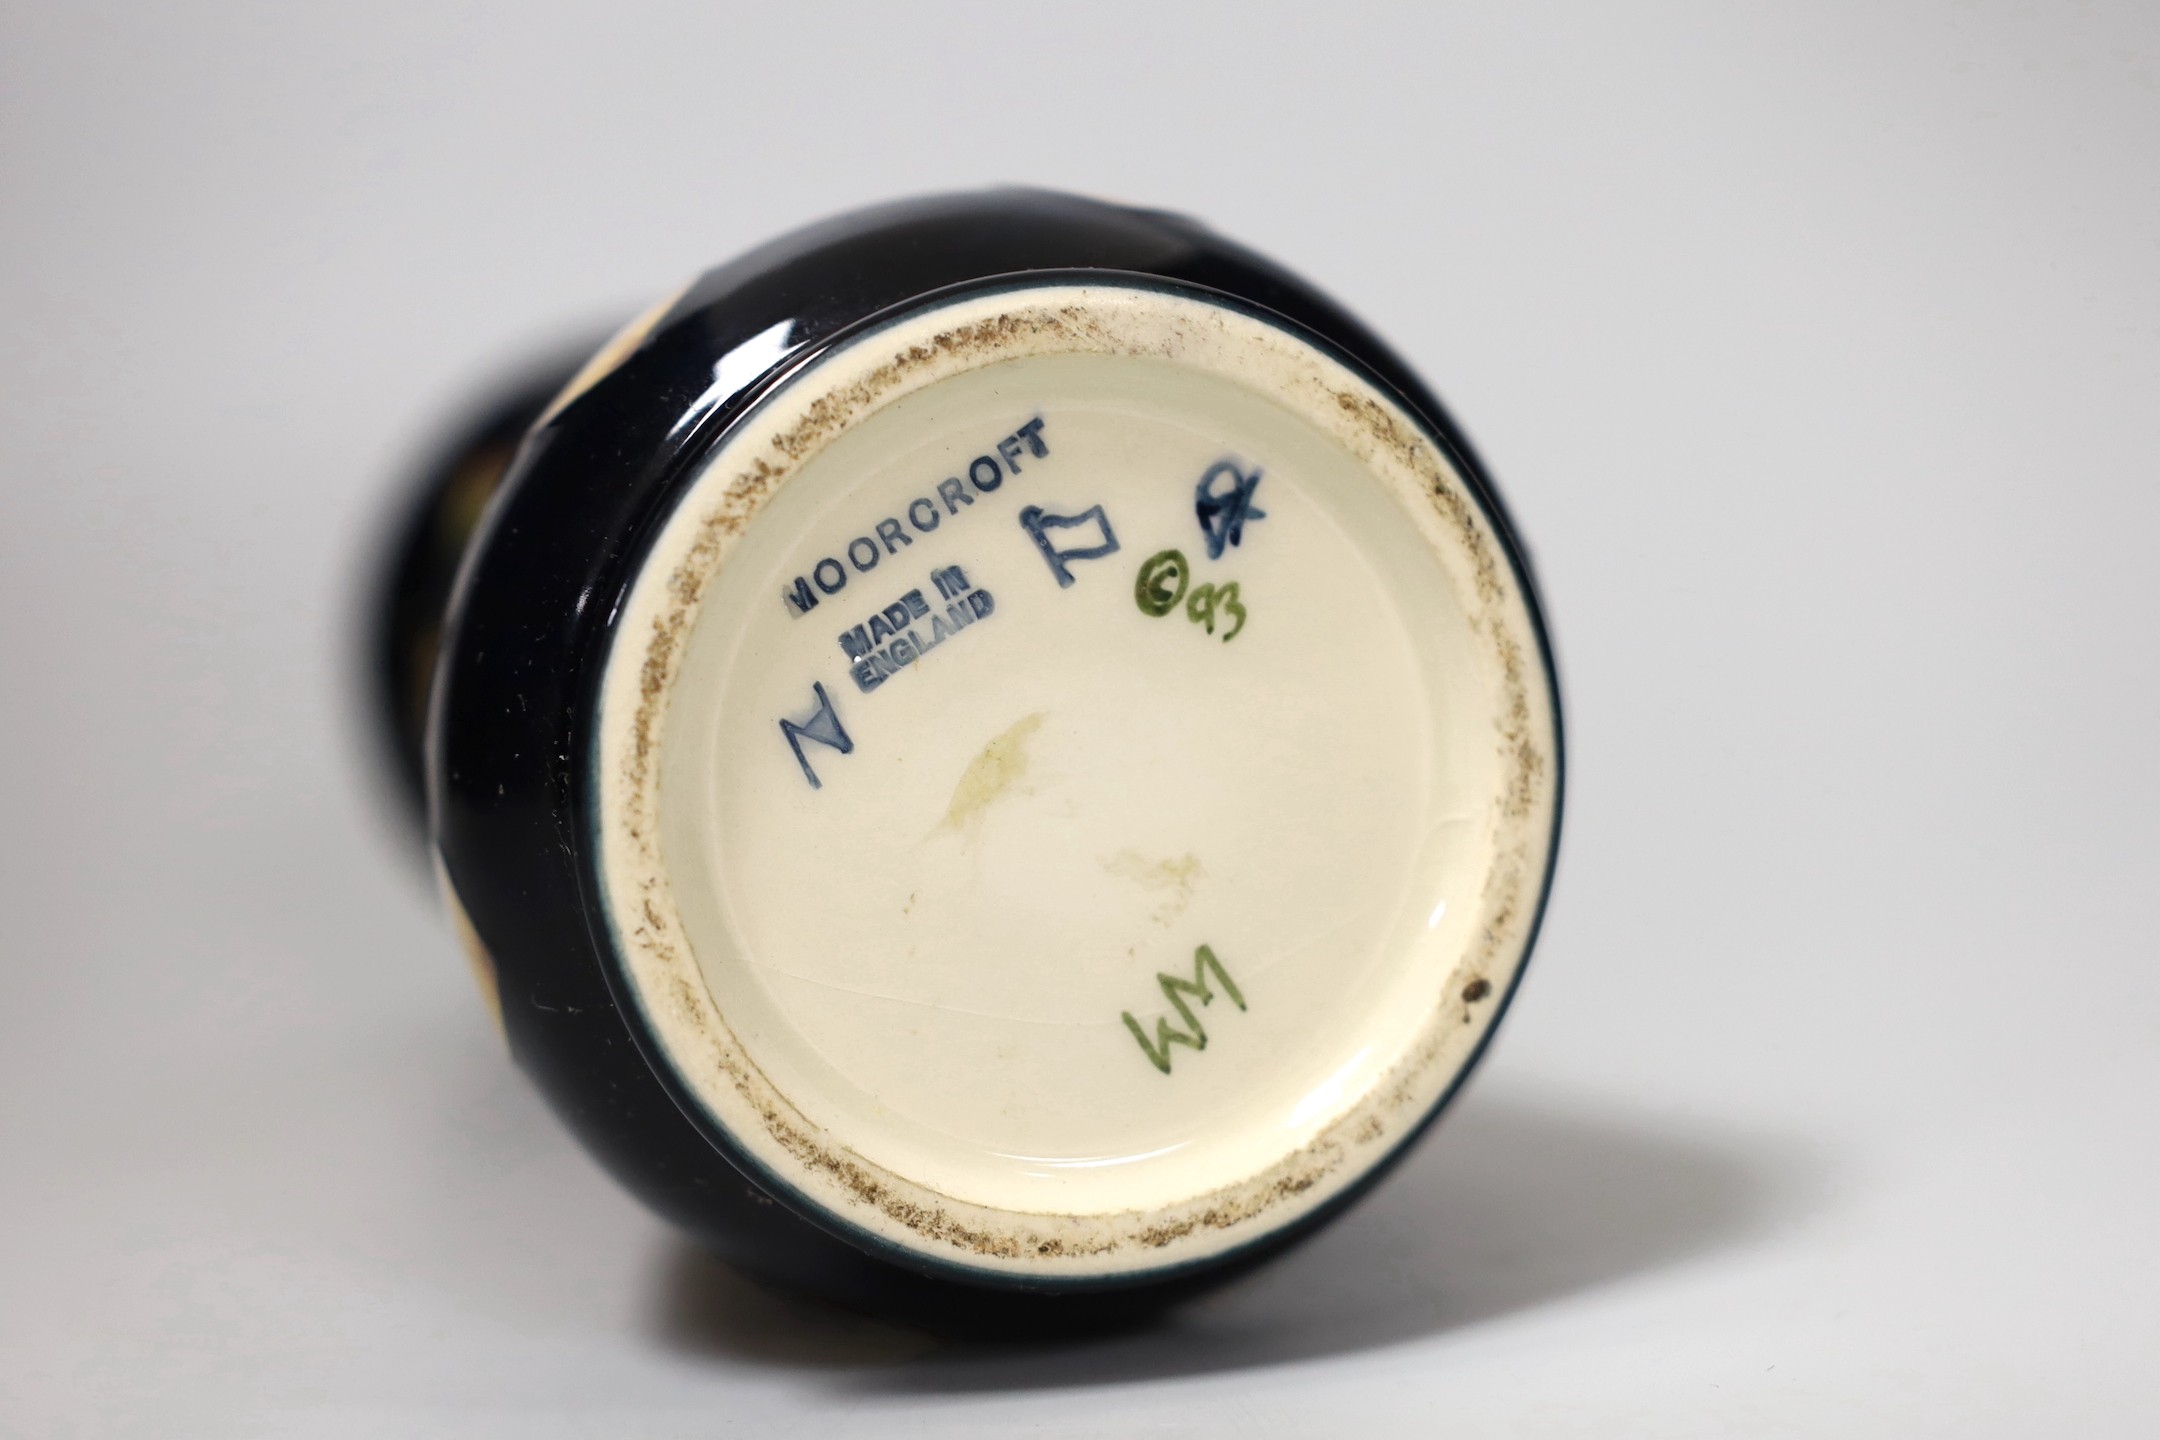 MOORCROFT
MADE IN
ENGLAND
© 93
WM